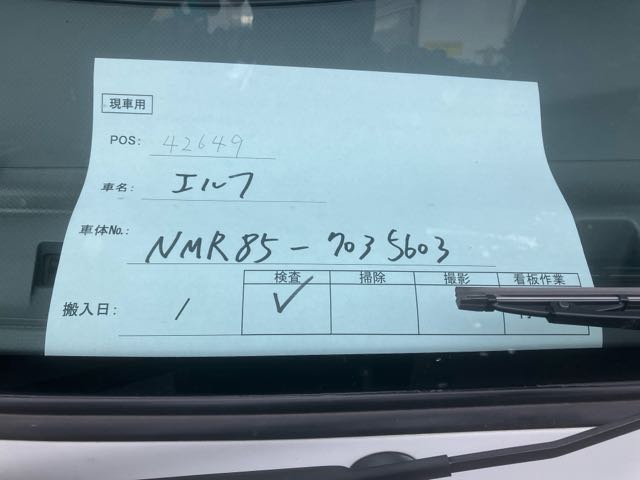 現車用
POS: 42649
車名: エルフ
車体No.: NMR85-7035603
検査 掃除 撮影 看板作業
搬入日: / ✓